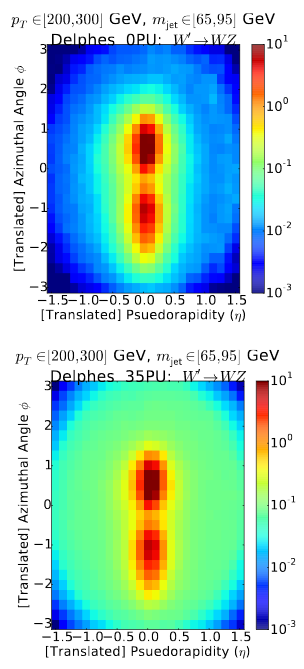 p_T ∈[200,300] GeV, m_jet ∈[65,95] GeV
Delphes 0PU: W′→WZ
[Translated] Azimuthal Angle ϕ
3
2
1
0
−1
−2
−3
−1.5 −1.0 −0.5 0.0 0.5 1.0 1.5
[Translated] Psuedorapidity (η)
10^1
10^0
10^-1
10^-2
10^-3
p_T ∈[200,300] GeV, m_jet ∈[65,95] GeV
Delphes 35PU: W′→WZ
[Translated] Azimuthal Angle ϕ
3
2
1
0
−1
−2
−3
−1.5 −1.0 −0.5 0.0 0.5 1.0 1.5
[Translated] Psuedorapidity (η)
10^1
10^0
10^-1
10^-2
10^-3